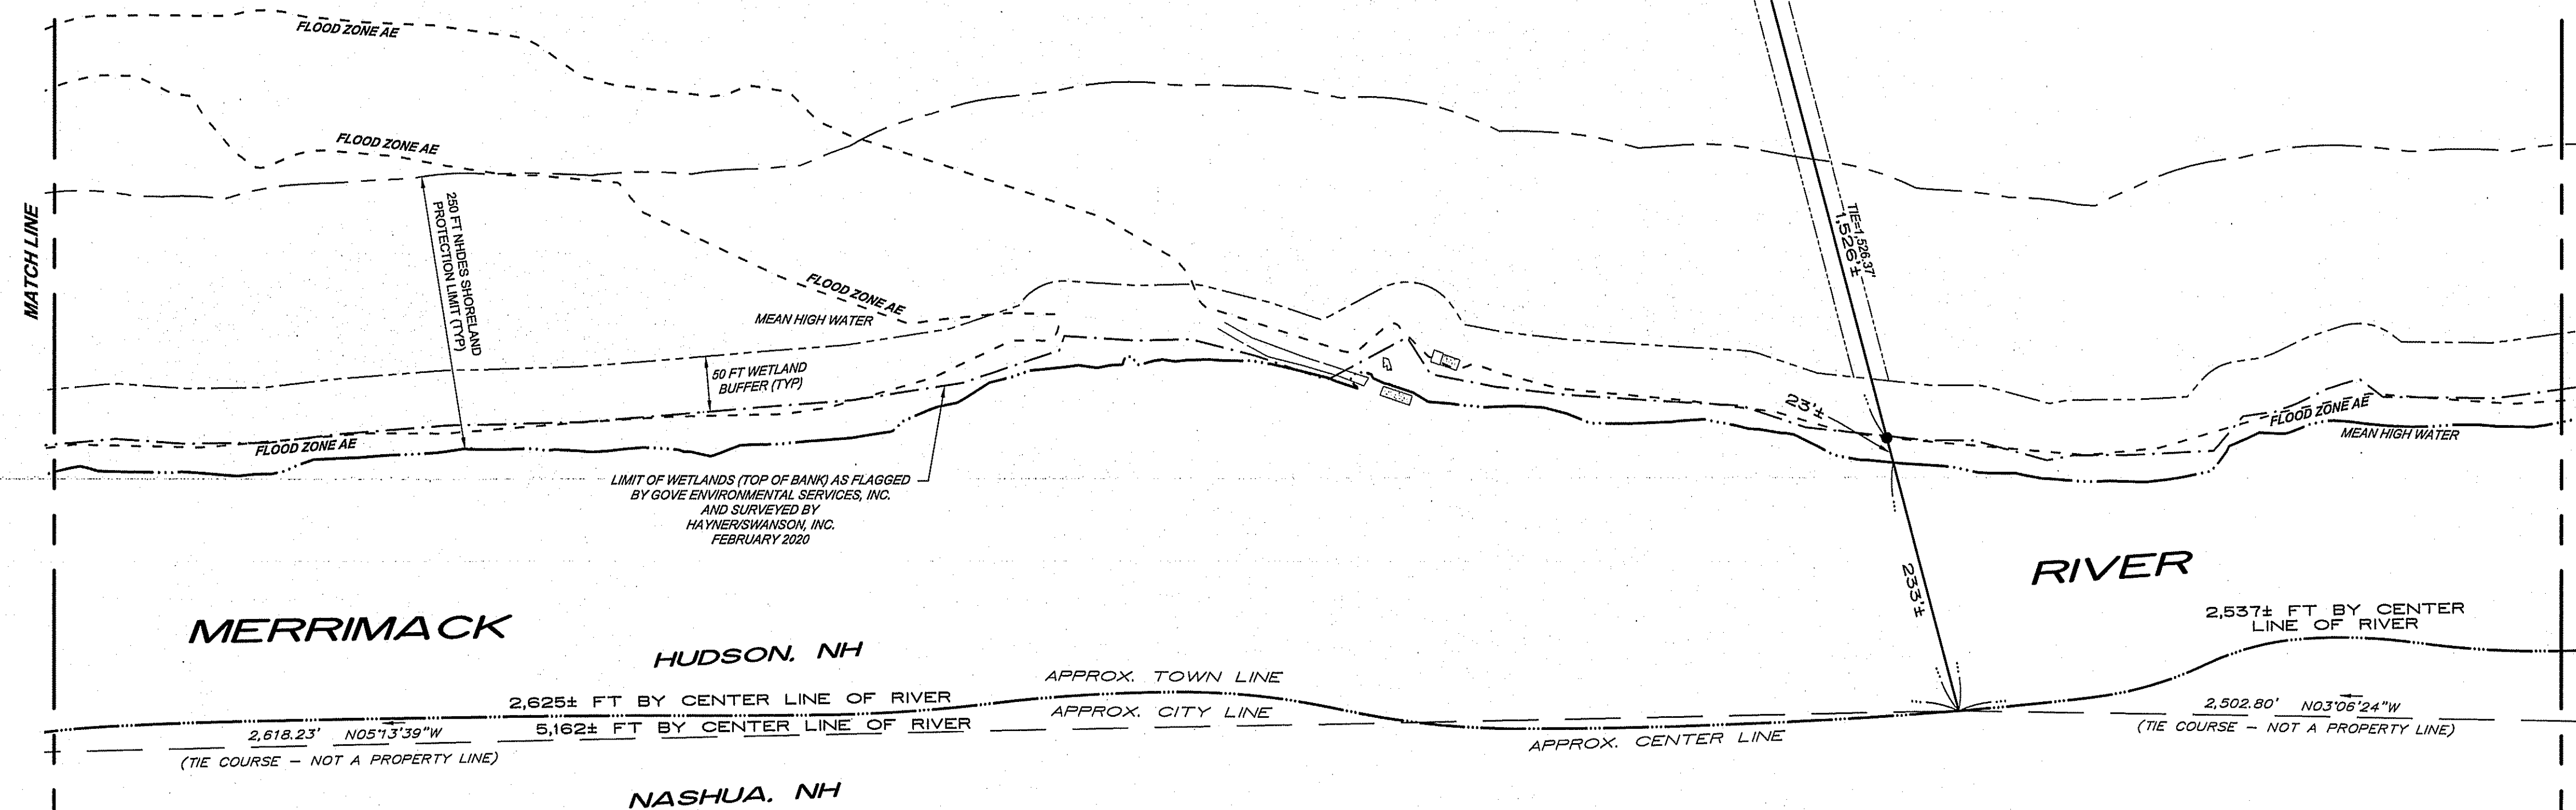 FLOOD ZONE AE
FLOOD ZONE AE
MATCH LINE
250 FT NHDES SHORELAND
PROTECTION LIMIT (TYP)
TIE=1,526.37'
1,526'±
FLOOD ZONE AE
MEAN HIGH WATER
50 FT WETLAND
BUFFER (TYP)
23'±
FLOOD ZONE AE
MEAN HIGH WATER
FLOOD ZONE AE
LIMIT OF WETLANDS (TOP OF BANK) AS FLAGGED
BY GOVE ENVIRONMENTAL SERVICES, INC.
AND SURVEYED BY
HAYNER/SWANSON, INC.
FEBRUARY 2020
RIVER
233'±
MERRIMACK
2,537± FT BY CENTER
LINE OF RIVER
HUDSON, NH
APPROX. TOWN LINE
2,625± FT BY CENTER LINE OF RIVER
APPROX. CITY LINE
5,162± FT BY CENTER LINE OF RIVER
2,618.23' N05°13'39"W
(TIE COURSE – NOT A PROPERTY LINE)
APPROX. CENTER LINE
2,502.80' N03°06'24"W
(TIE COURSE – NOT A PROPERTY LINE)
NASHUA, NH